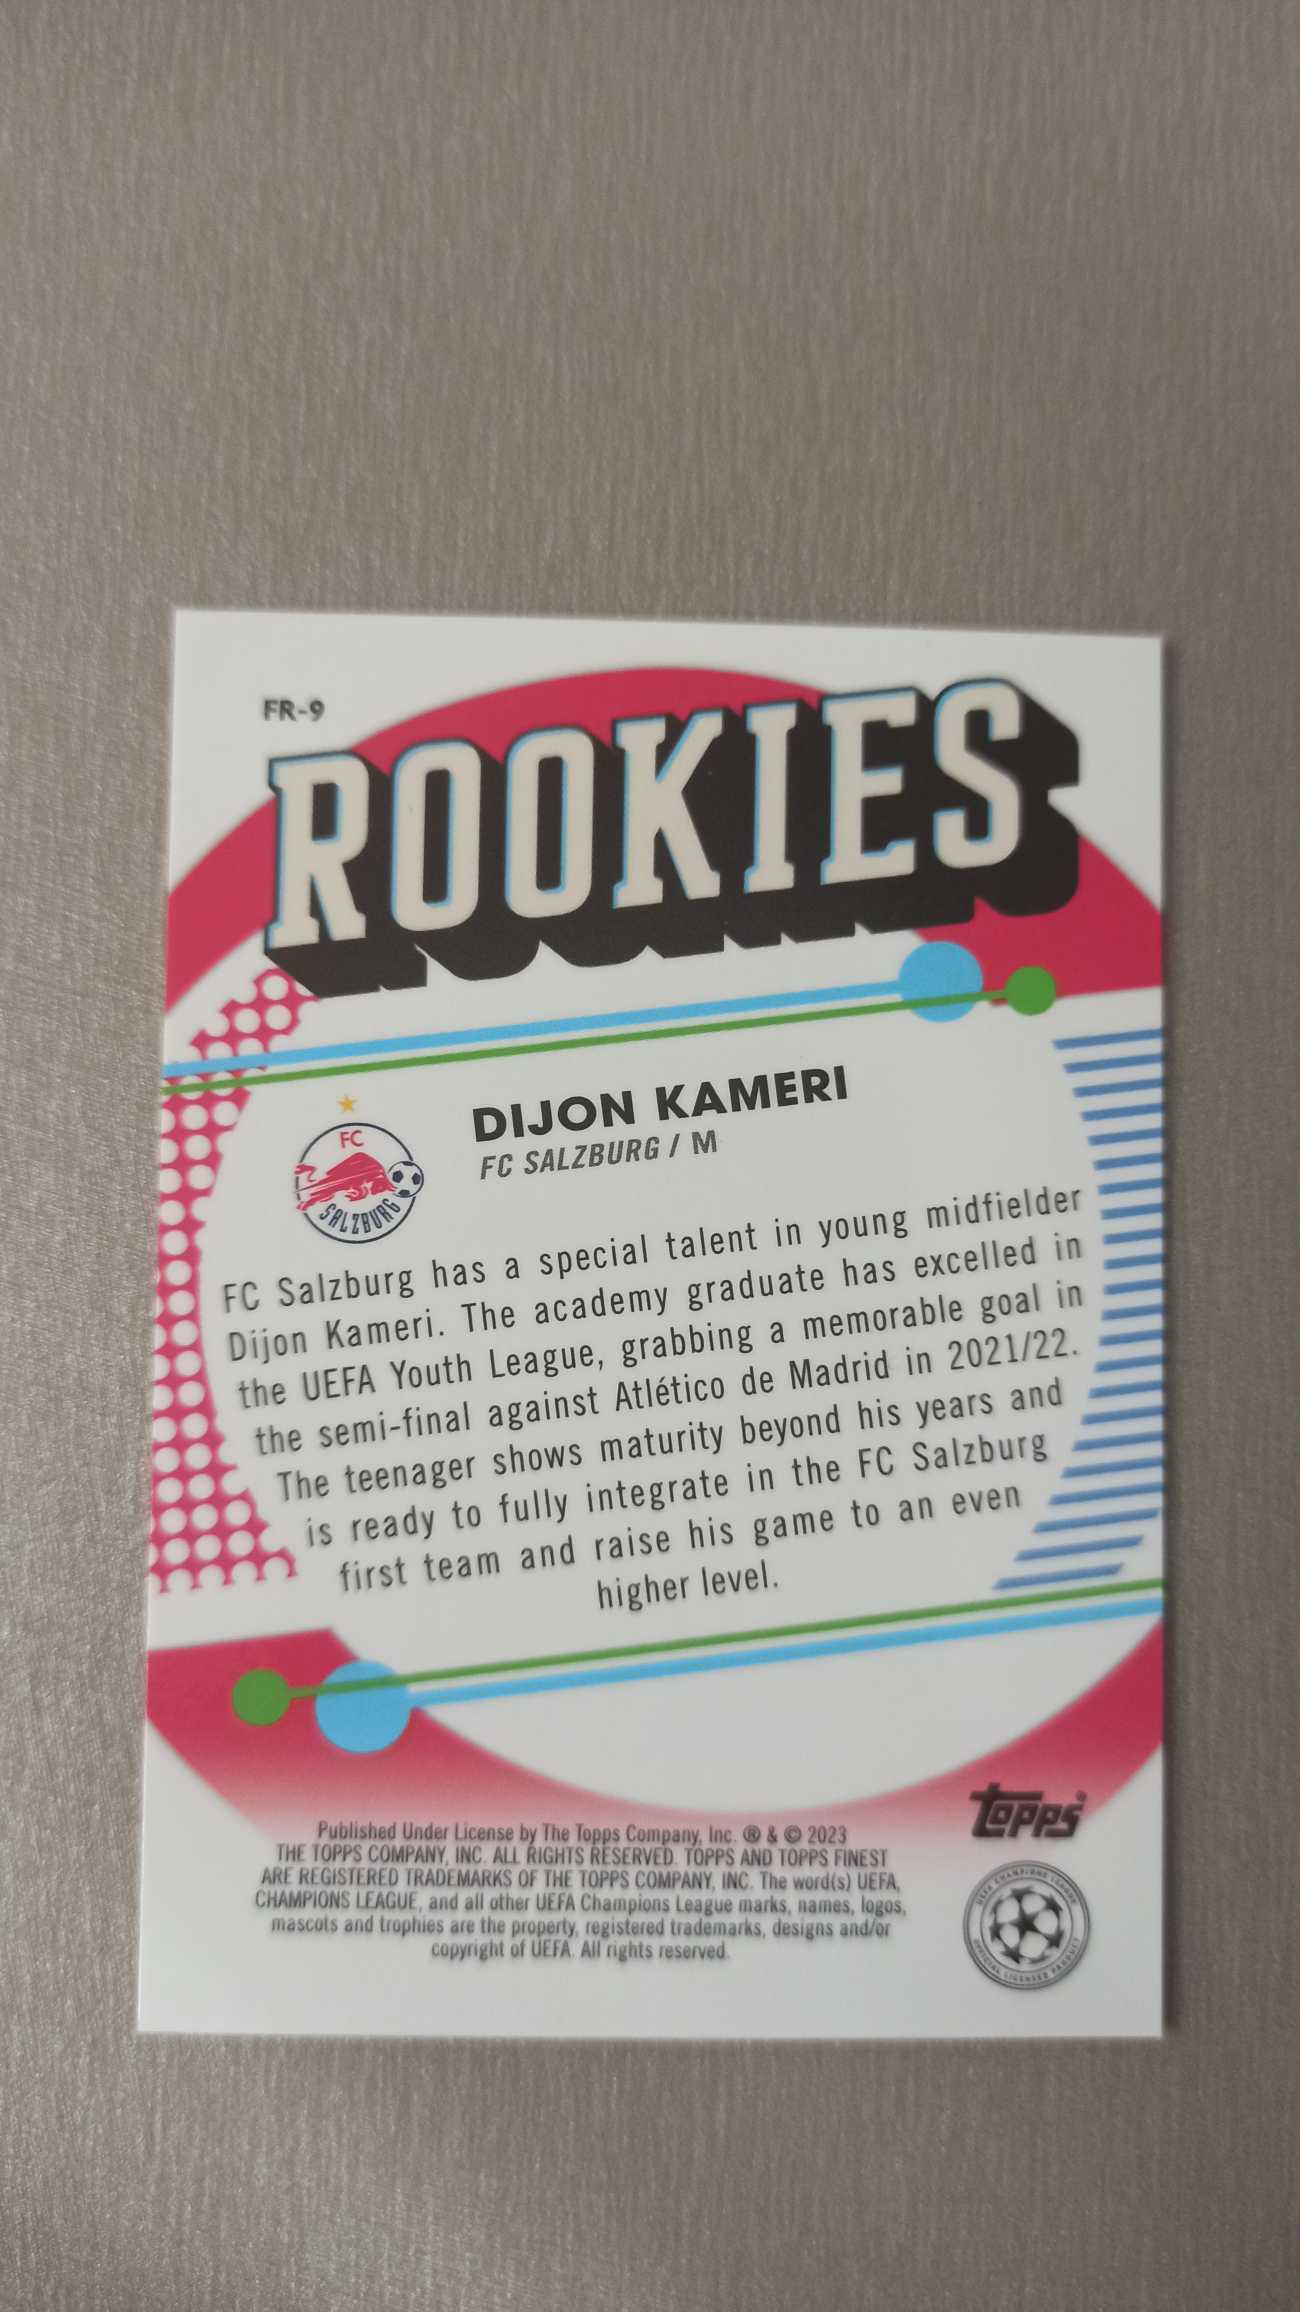 FR-9
ROOKIES
DIJON KAMERI
FC SALZBURG / M
FC
SALZBURG
FC Salzburg has a special talent in young midfielder
Dijon Kameri. The academy graduate has excelled in
the UEFA Youth League, grabbing a memorable goal in
the semi-final against Atlético de Madrid in 2021/22.
The teenager shows maturity beyond his years and
is ready to fully integrate in the FC Salzburg
first team and raise his game to an even
higher level.
topps®
Published Under License by The Topps Company, Inc. ® & © 2023
THE TOPPS COMPANY, INC. ALL RIGHTS RESERVED. TOPPS AND TOPPS FINEST
ARE REGISTERED TRADEMARKS OF THE TOPPS COMPANY, INC. The word(s) UEFA,
CHAMPIONS LEAGUE, and all other UEFA Champions League marks, names, logos,
mascots and trophies are the property, registered trademarks, designs and/or
copyright of UEFA. All rights reserved.
UEFA CHAMPIONS LEAGUE
OFFICIAL LICENSED PRODUCT